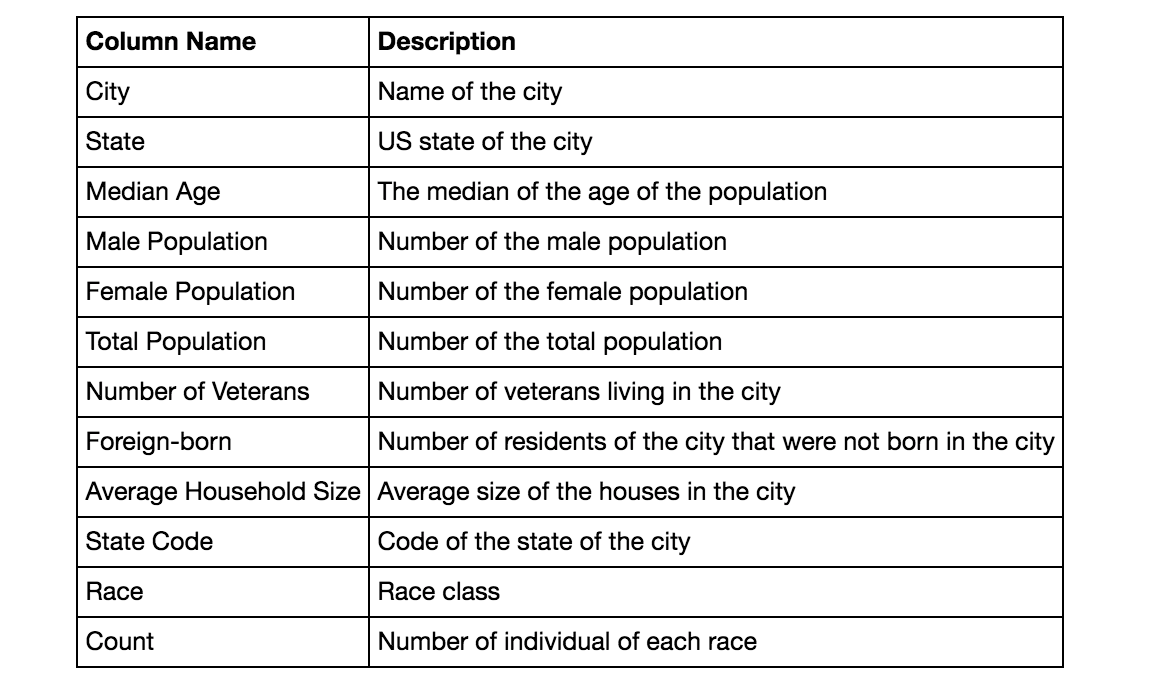 Column Name Description
City Name of the city
State US state of the city
Median Age The median of the age of the population
Male Population Number of the male population
Female Population Number of the female population
Total Population Number of the total population
Number of Veterans Number of veterans living in the city
Foreign-born Number of residents of the city that were not born in the city
Average Household Size Average size of the houses in the city
State Code Code of the state of the city
Race Race class
Count Number of individual of each race